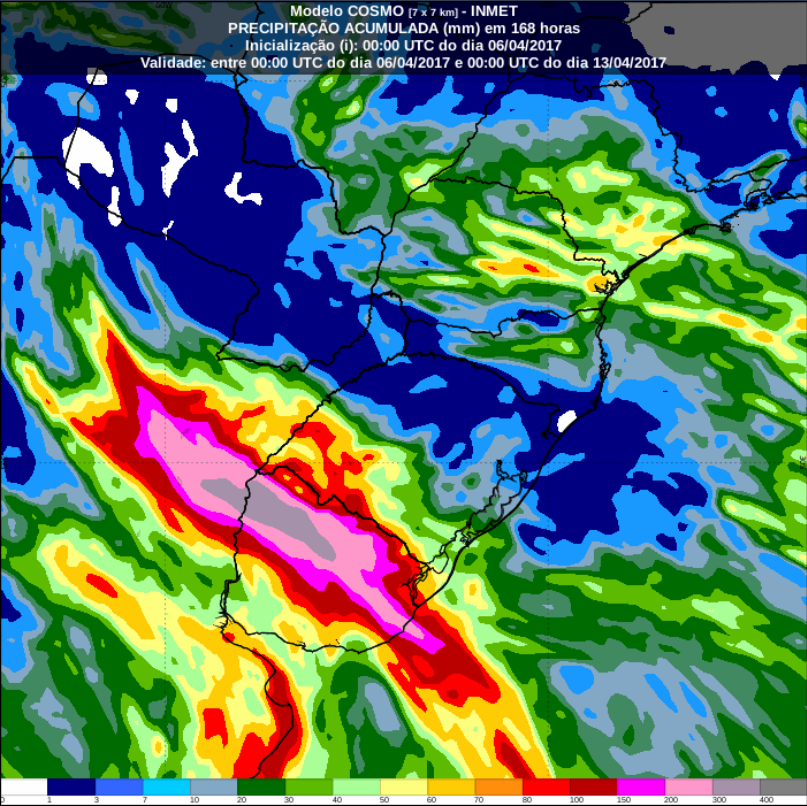 Modelo COSMO [7 x 7 km] - INMET
PRECIPITAÇÃO ACUMULADA (mm) em 168 horas
Inicialização (i): 00:00 UTC do dia 06/04/2017
Validade: entre 00:00 UTC do dia 06/04/2017 e 00:00 UTC do dia 13/04/2017
0 1 3 7 10 20 30 40 50 60 70 80 100 150 200 300 400